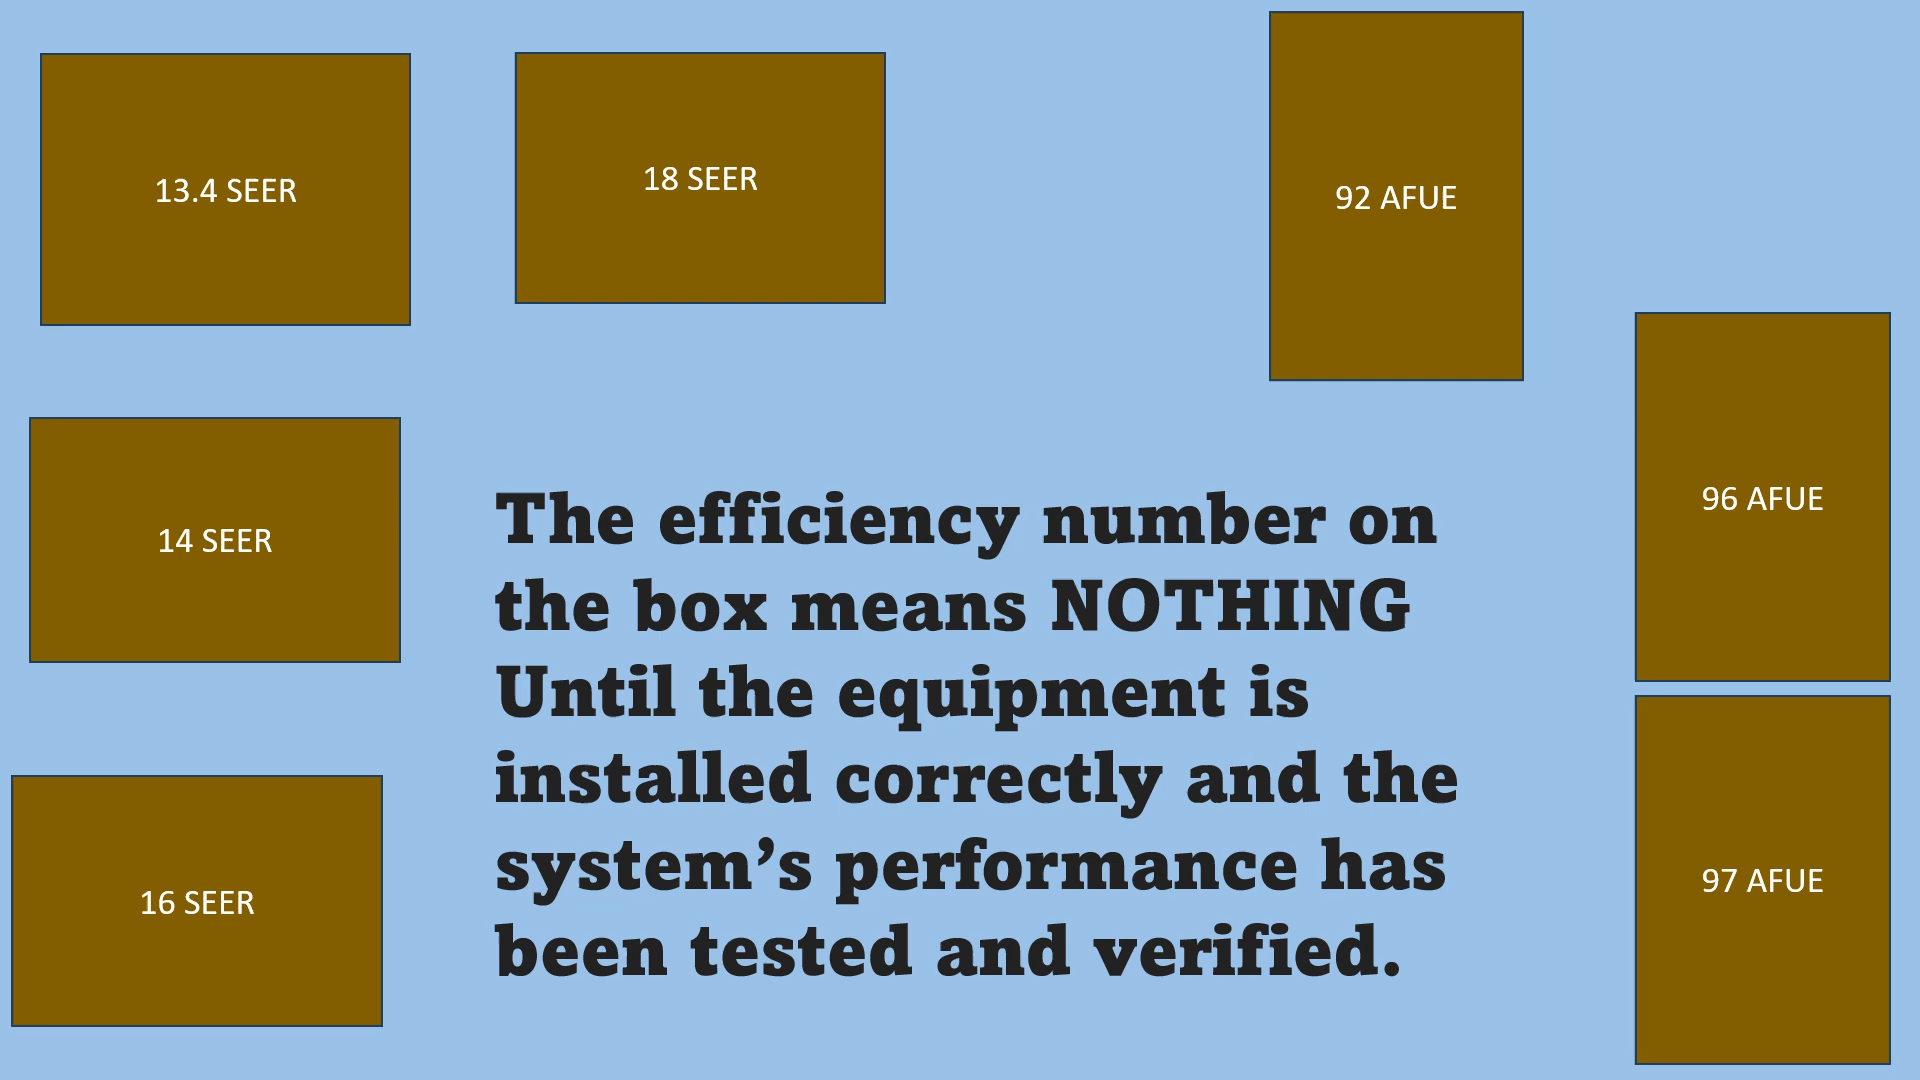 13.4 SEER
18 SEER
92 AFUE
96 AFUE
14 SEER
The efficiency number on
the box means NOTHING
Until the equipment is
installed correctly and the
system’s performance has
been tested and verified.
97 AFUE
16 SEER